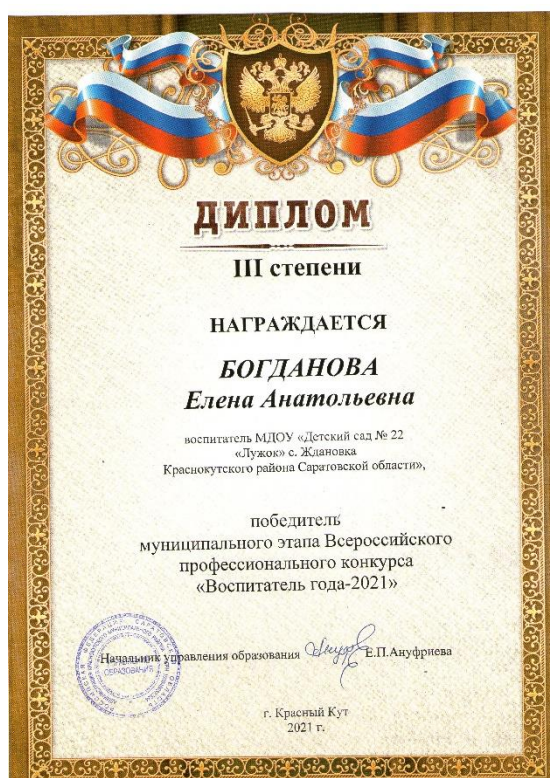 ДИПЛОМ
III степени
НАГРАЖДАЕТСЯ
БОГДАНОВА
Елена Анатольевна
воспитатель МДОУ «Детский сад № 22
«Лужок» с. Ждановка
Краснокутского района Саратовской области»,
победитель
муниципального этапа Всероссийского
профессионального конкурса
«Воспитатель года-2021»
Начальник управления образования Е.П.Ануфриева
ОБРАЗОВАНИЯ
г. Красный Кут
2021 г.